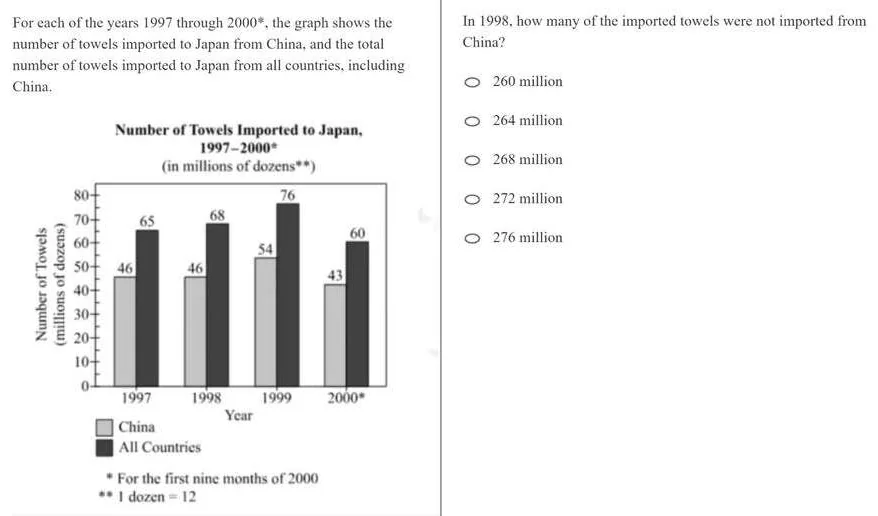 For each of the years 1997 through 2000*, the graph shows the
number of towels imported to Japan from China, and the total
number of towels imported to Japan from all countries, including
China.
Number of Towels Imported to Japan,
1997–2000*
(in millions of dozens**)
Number of Towels
(millions of dozens)
80
70
60
50
40
30
20
10
0
65
68
76
60
46
46
54
43
1997
1998
1999
2000*
Year
China
All Countries
* For the first nine months of 2000
** 1 dozen = 12
In 1998, how many of the imported towels were not imported from
China?
260 million
264 million
268 million
272 million
276 million